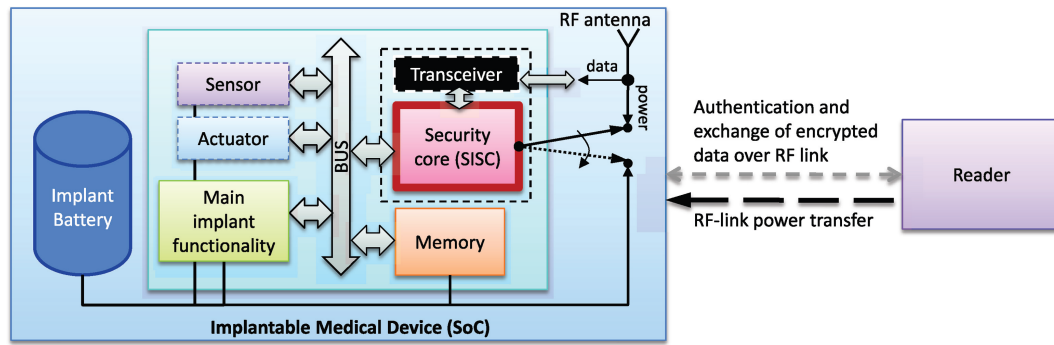 RF antenna
Transceiver
data
Sensor
power
Authentication and
exchange of encrypted
data over RF link
Actuator
BUS
Security
core (SISC)
Implant
Battery
Reader
Main
implant
functionality
Memory
RF-link power transfer
Implantable Medical Device (SoC)